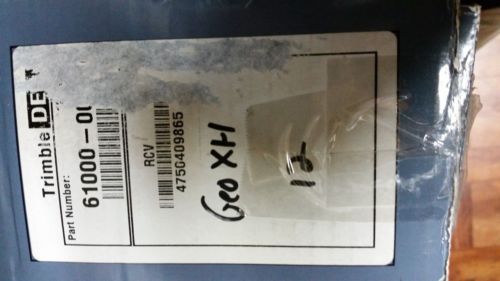 Trimble DE
Part Number:
61000-00
RCV
4750409865
Geo XH
12